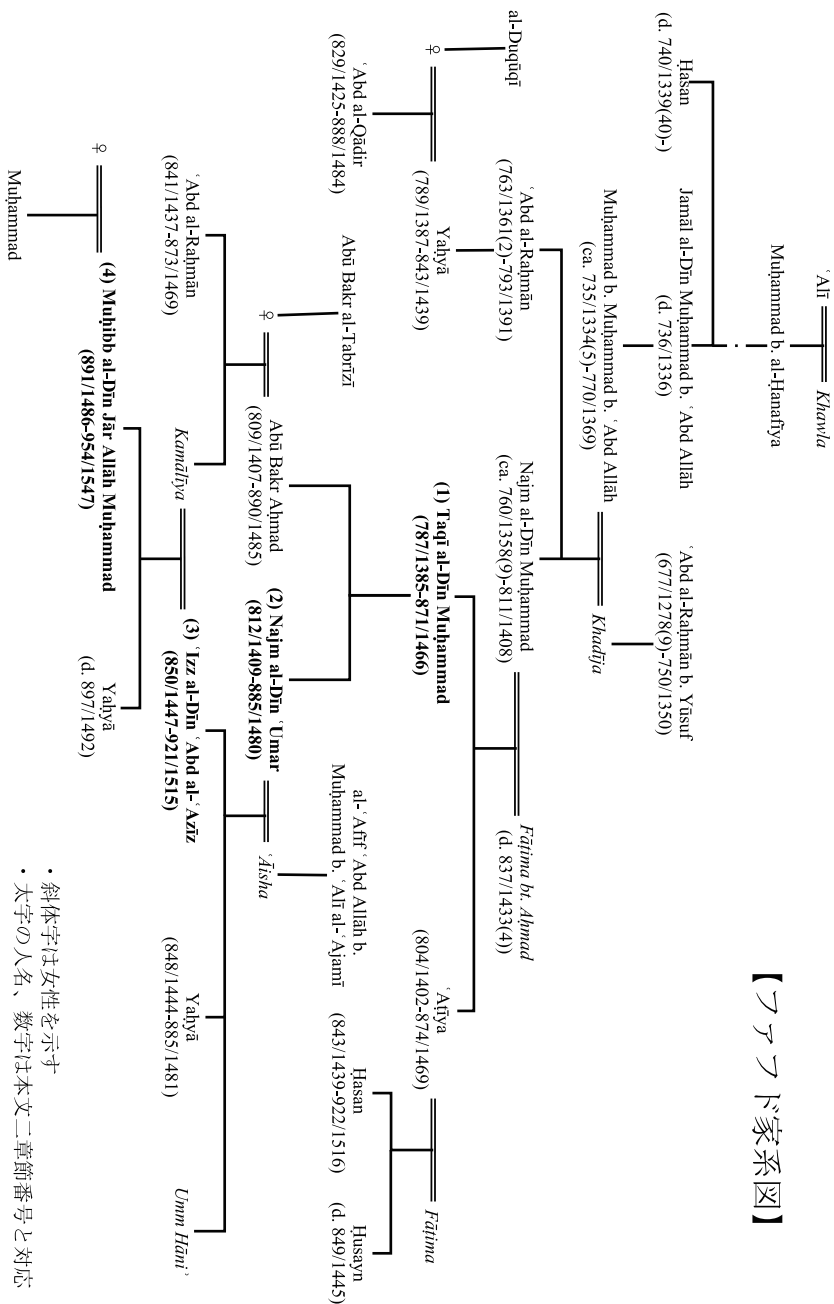 【ファフド家系図】
ʿAlī
Khawla
Muḥammad b. al-Ḥanafīya
Ḥasan
(d. 740/1339(40)-)
Jamāl al-Dīn Muḥammad b. ʿAbd Allāh
(d. 736/1336)
ʿAbd al-Raḥmān b. Yūsuf
(677/1278(9)-750/1350)
Muḥammad b. Muḥammad b. ʿAbd Allāh
(ca. 735/1334(5)-770/1369)
Khadīja
al-Duqūqī
ʿAbd al-Raḥmān
(763/1361(2)-793/1391)
Najm al-Dīn Muḥammad
(ca. 760/1358(9)-811/1408)
Fāṭima bt. Aḥmad
(d. 837/1433(4))
♀
Yaḥyā
(789/1387-843/1439)
(1) Taqī al-Dīn Muḥammad
(787/1385-871/1466)
ʿAṭīya
(804/1402-874/1469)
Fāṭima
ʿAbd al-Qādir
(829/1425-888/1484)
Abū Bakr al-Tabrīzī
al-ʿAfīf ʿAbd Allāh b.
Muḥammad b. ʿAlī al-ʿAjamī
Ḥasan
(843/1439-922/1516)
Ḥusayn
(d. 849/1445)
♀
Abū Bakr Aḥmad
(809/1407-890/1485)
(2) Najm al-Dīn ʿUmar
(812/1409-885/1480)
ʿĀisha
ʿAbd al-Raḥmān
(841/1437-873/1469)
Kamālīya
(3) ʿIzz al-Dīn ʿAbd al-ʿAzīz
(850/1447-921/1515)
Yaḥyā
(848/1444-885/1481)
Umm Hāniʾ
♀
(4) Muḥibb al-Dīn Jār Allāh Muḥammad
(891/1486-954/1547)
Yaḥyā
(d. 897/1492)
Muḥammad
・斜体字は女性を示す
・太字の人名、数字は本文二章節番号と対応